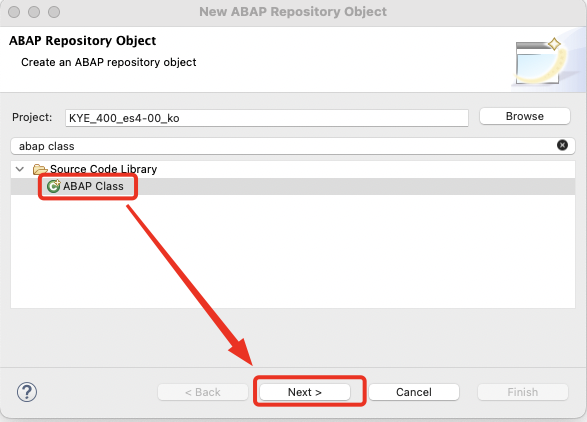 New ABAP Repository Object
ABAP Repository Object
Create an ABAP repository object
Project: KYE_400_es4-00_ko Browse
abap class
Source Code Library
ABAP Class
? < Back Next > Cancel Finish